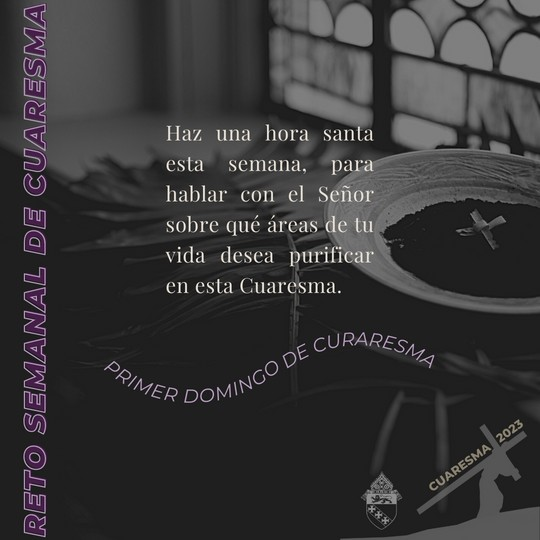 RETO SEMANAL DE CUARESMA
Haz una hora santa
esta semana, para
hablar con el Señor
sobre qué áreas de tu
vida desea purificar
en esta Cuaresma.
PRIMER DOMINGO DE CURARESMA
CUARESMA 2023